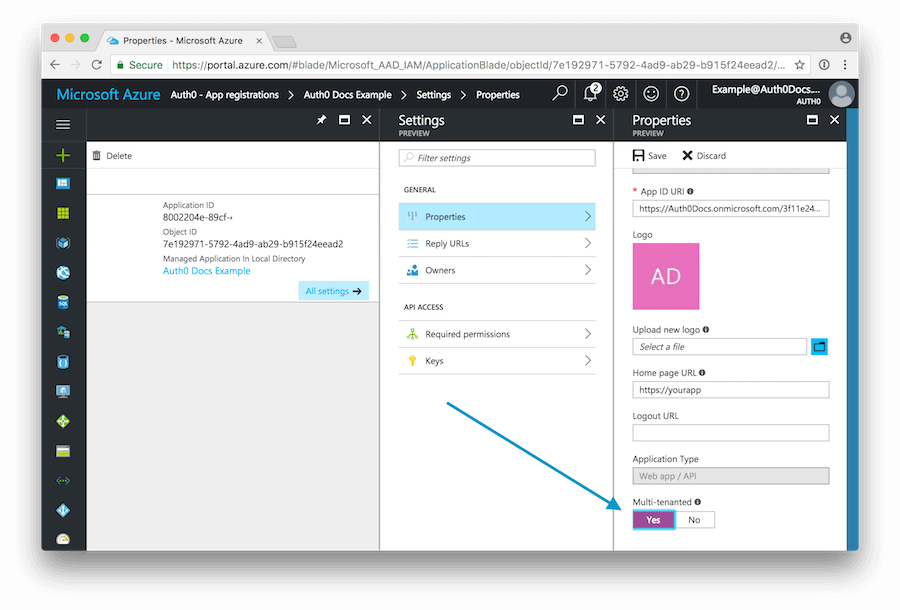 Properties - Microsoft Azure
Secure https://portal.azure.com/#blade/Microsoft_AAD_IAM/ApplicationBlade/objectId/7e192971-5792-4ad9-ab29-b915f24eead2/...
Microsoft Azure Auth0 - App registrations > Auth0 Docs Example > Settings > Properties
2
Example@Auth0Docs....
AUTH0
Delete
Application ID
8002204e-89cf-
Object ID
7e192971-5792-4ad9-ab29-b915f24eead2
Managed Application In Local Directory
Auth0 Docs Example
All settings →
Settings
PREVIEW
Filter settings
GENERAL
Properties
Reply URLs
Owners
API ACCESS
Required permissions
Keys
Properties
PREVIEW
Save Discard
* App ID URI
https://Auth0Docs.onmicrosoft.com/3f11e24...
Logo
AD
Upload new logo
Select a file
Home page URL
https://yourapp
Logout URL
Application Type
Web app / API
Multi-tenanted
Yes No